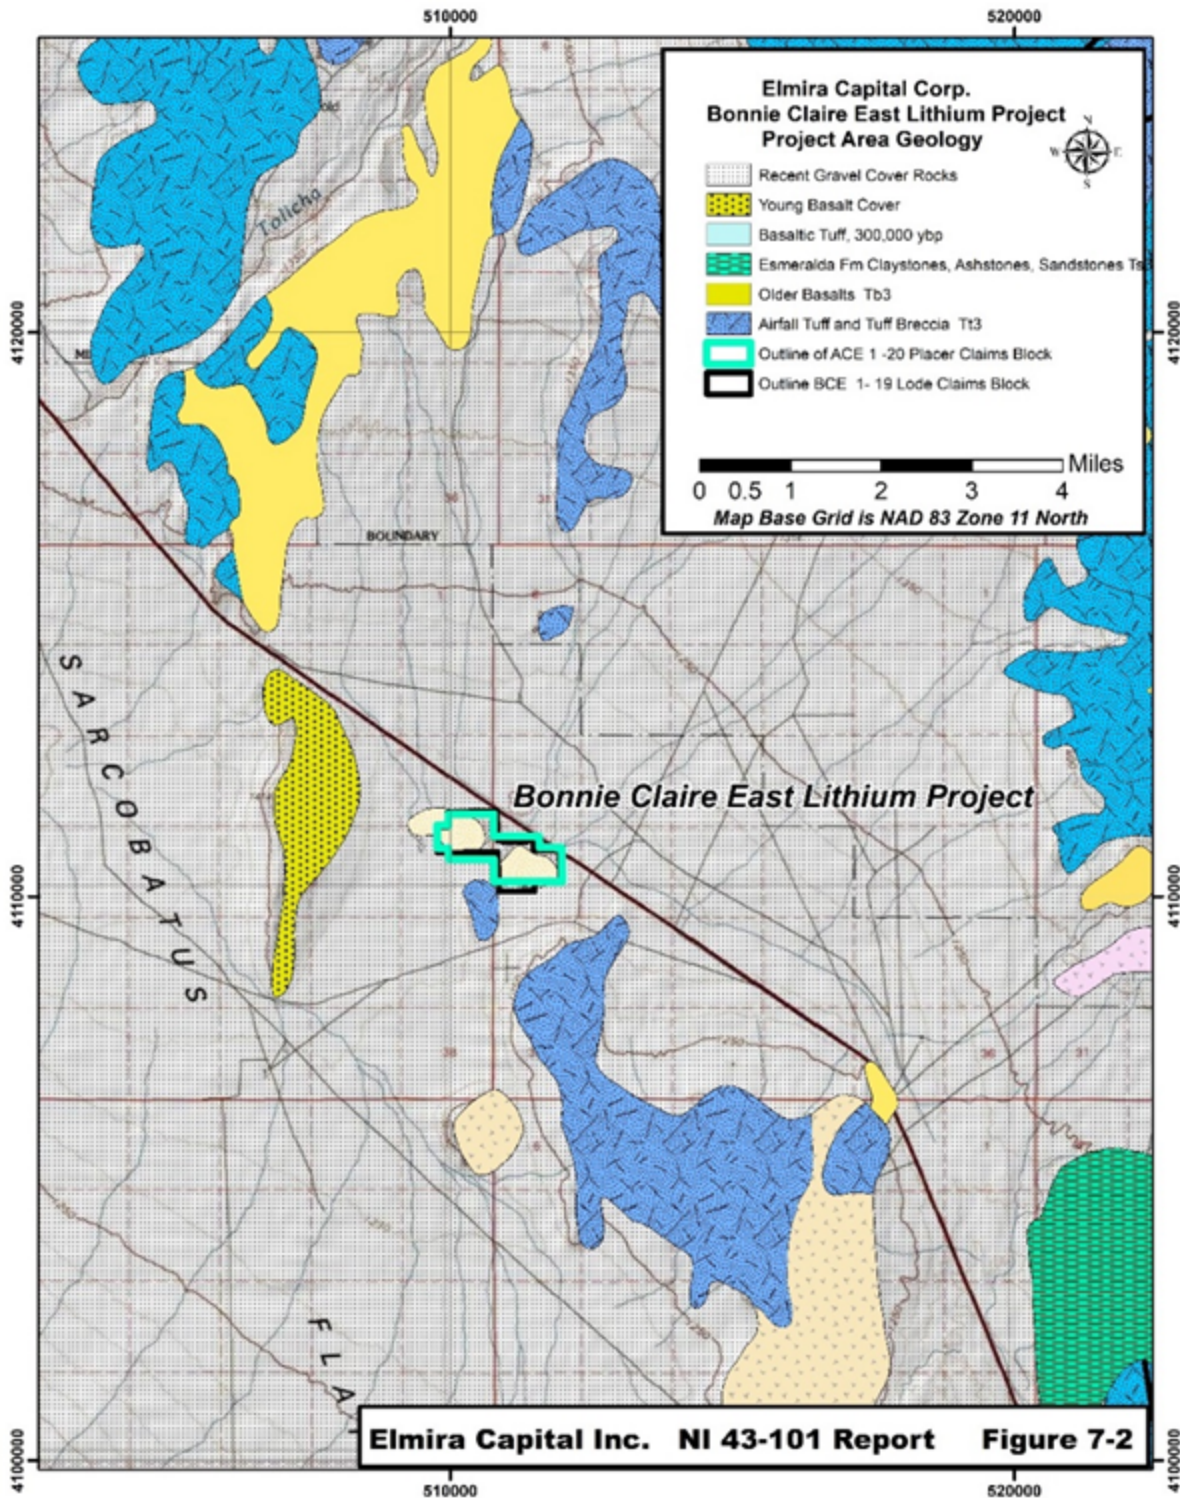 510000
520000
Elmira Capital Corp.
Bonnie Claire East Lithium Project
Project Area Geology
N
W E
S
Recent Gravel Cover Rocks
Young Basalt Cover
Basaltic Tuff, 300,000 ybp
Esmeralda Fm Claystones, Ashstones, Sandstones Ts
Older Basalts Tb3
Airfall Tuff and Tuff Breccia Tt3
Outline of ACE 1 -20 Placer Claims Block
Outline BCE 1- 19 Lode Claims Block
Miles
0 0.5 1 2 3 4
Map Base Grid is NAD 83 Zone 11 North
Tolicha
4120000
4120000
BOUNDARY
SARCOBATUS
Bonnie Claire East Lithium Project
4110000
4110000
36
31
FLA
Elmira Capital Inc. NI 43-101 Report Figure 7-2
4100000
4100000
510000
520000